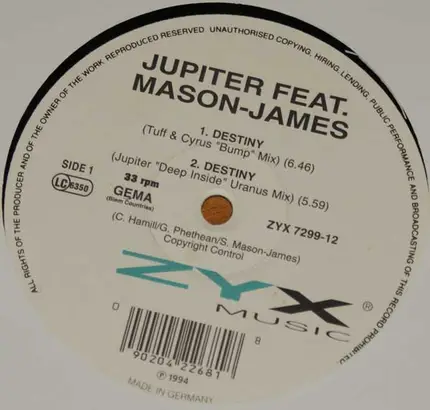 ALL RIGHTS OF THE PRODUCER AND OF THE OWNER OF THE WORK REPRODUCED RESERVED. UNAUTHORISED COPYING, HIRING, LENDING, PUBLIC PERFORMANCE AND BROADCASTING OF THIS RECORD PROHIBITED
JUPITER FEAT.
MASON-JAMES
1. DESTINY
(Tuff & Cyrus "Bump" Mix) (6.46)
2. DESTINY
(Jupiter "Deep Inside" Uranus Mix) (5.59)
SIDE 1
LC 6350
33 rpm
GEMA
(Biem Countries)
ZYX 7299-12
(C. Hamill/G. Phethean/S. Mason-James)
Copyright Control
ZYX
MUSIC ®
0 90204 22681 8
℗ 1994
MADE IN GERMANY